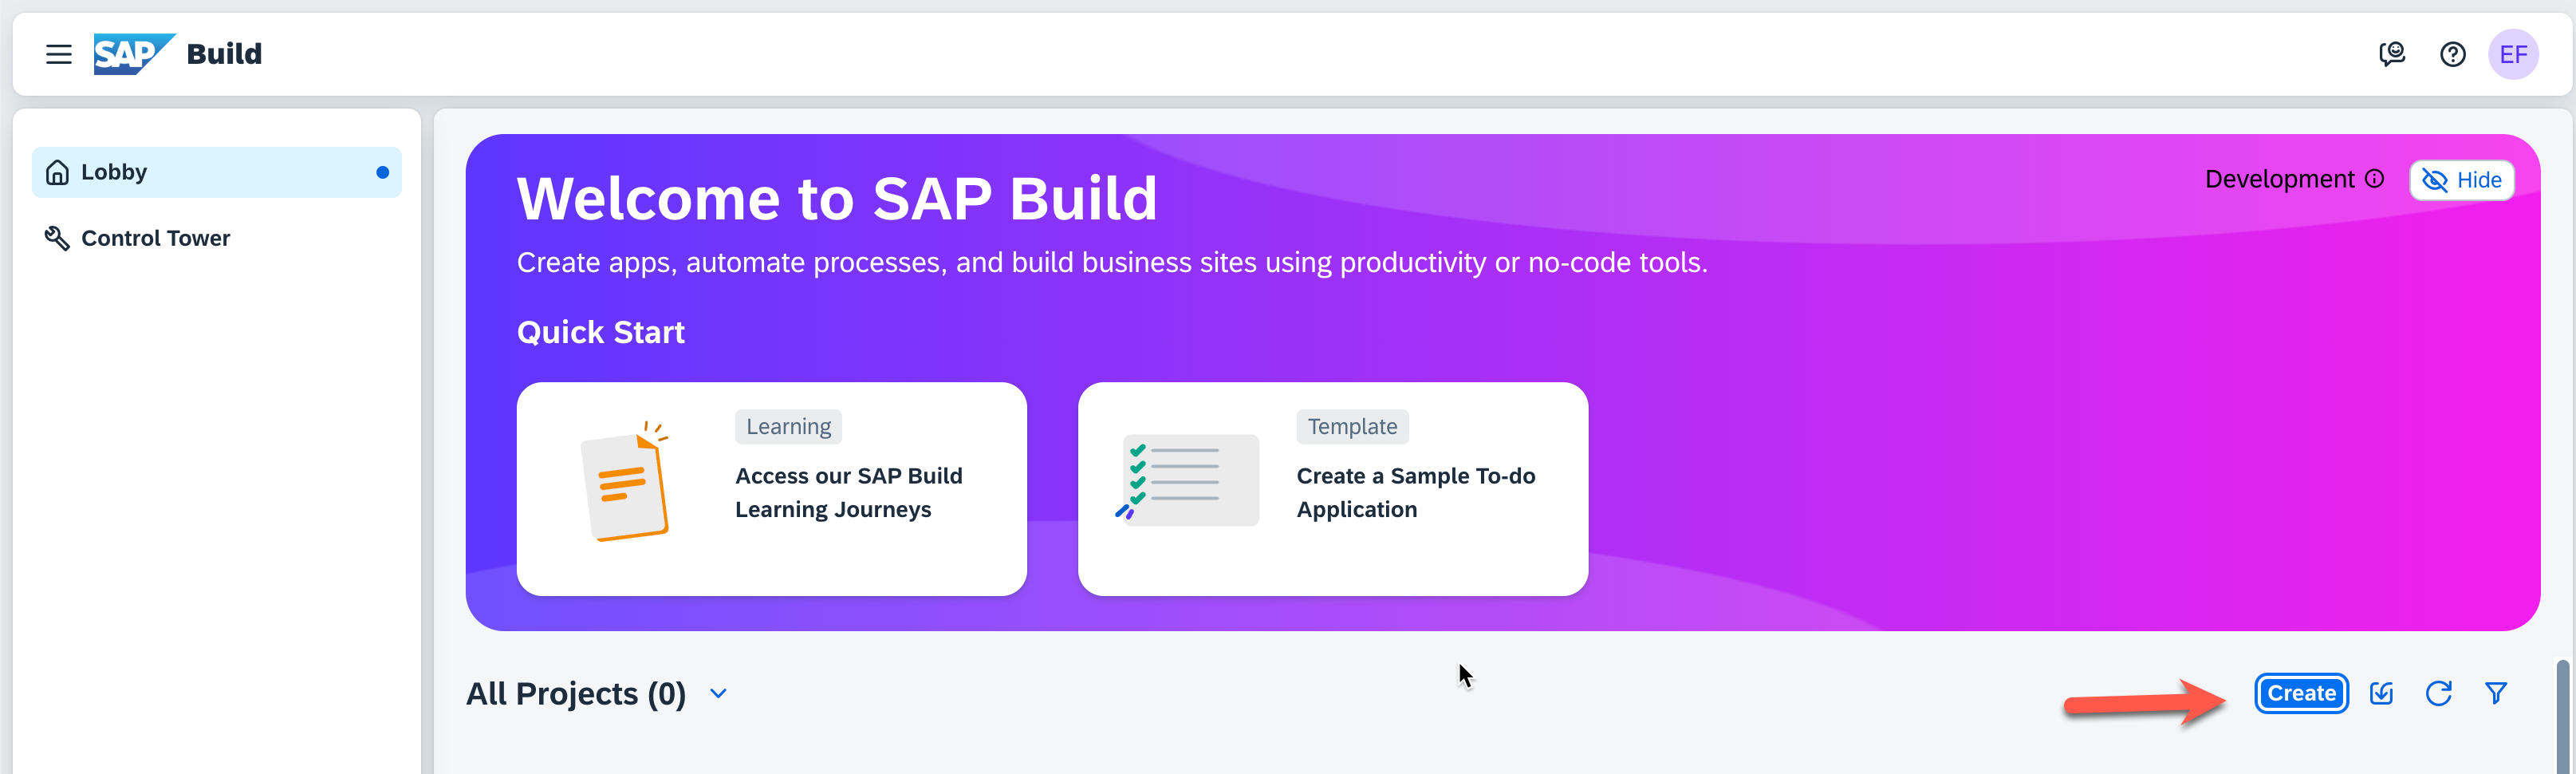 SAP Build
EF
Lobby
Control Tower
Welcome to SAP Build
Development
Hide
Create apps, automate processes, and build business sites using productivity or no-code tools.
Quick Start
Learning
Access our SAP Build
Learning Journeys
Template
Create a Sample To-do
Application
All Projects (0)
Create